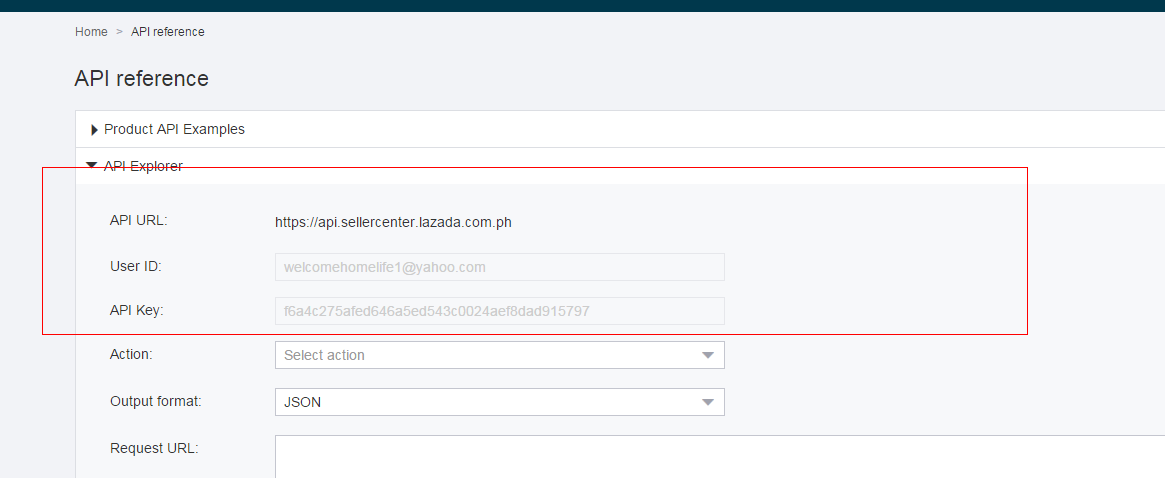 Home > API reference
API reference
Product API Examples
API Explorer
API URL: https://api.sellercenter.lazada.com.ph
User ID: welcomehomelife1@yahoo.com
API Key: f6a4c275afed646a5ed543c0024aef8dad915797
Action: Select action
Output format: JSON
Request URL: